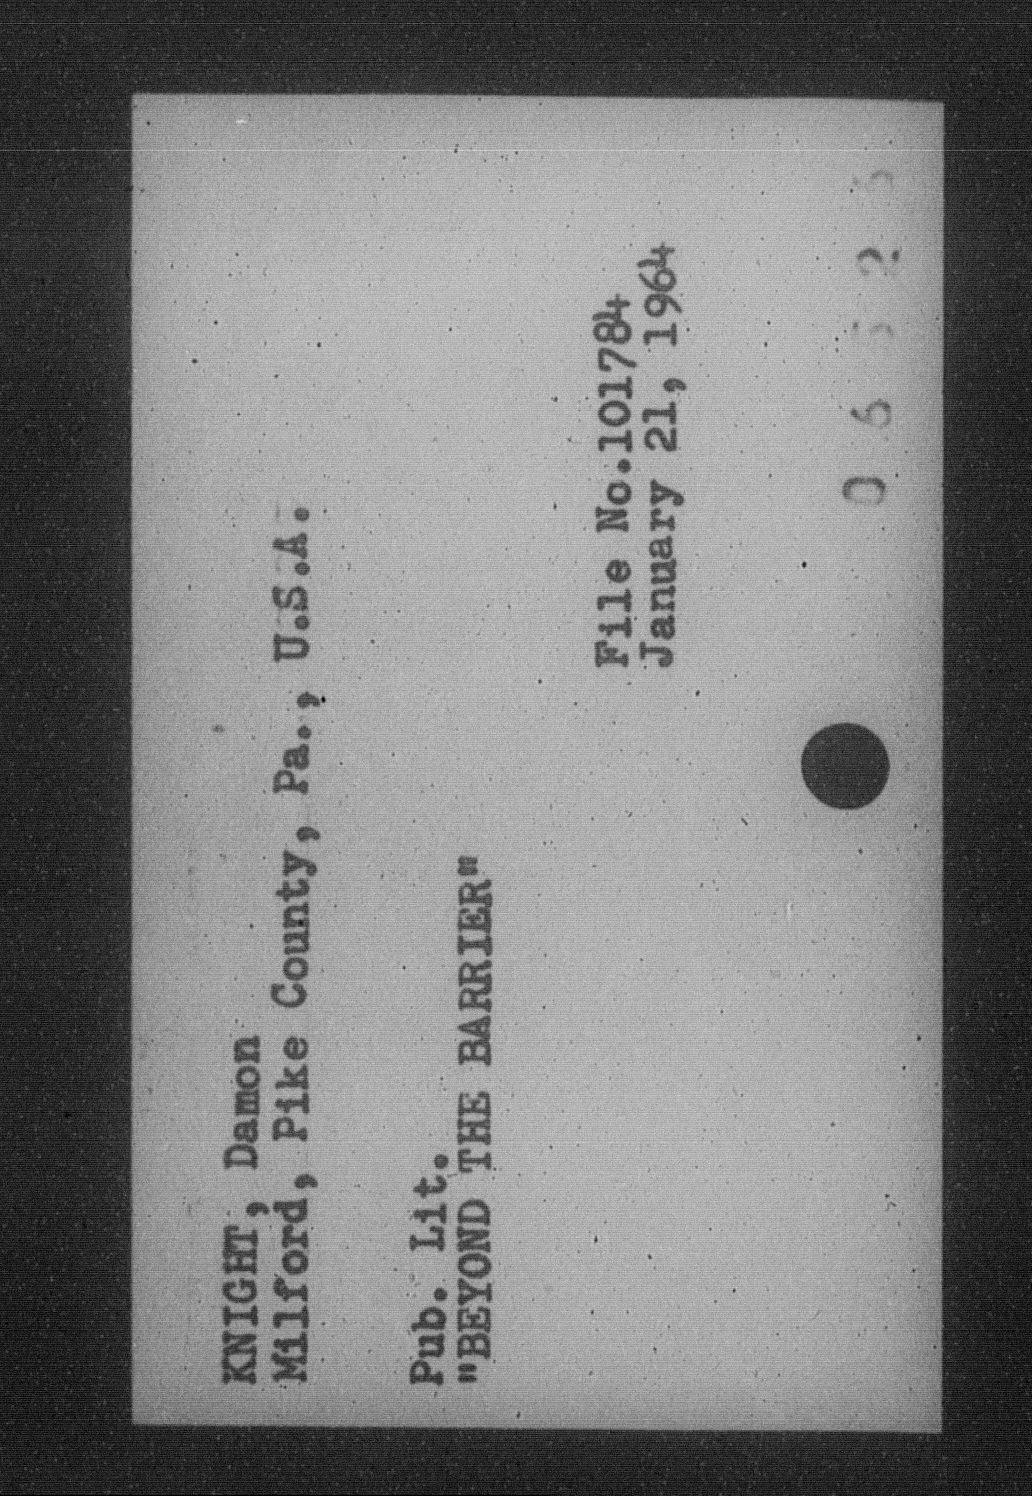 KNIGHT, Damon
Milford, Pike County, Pa., U.S.A.
Pub. Lit.
"BEYOND THE BARRIER"
File No.101784
January 21, 1964